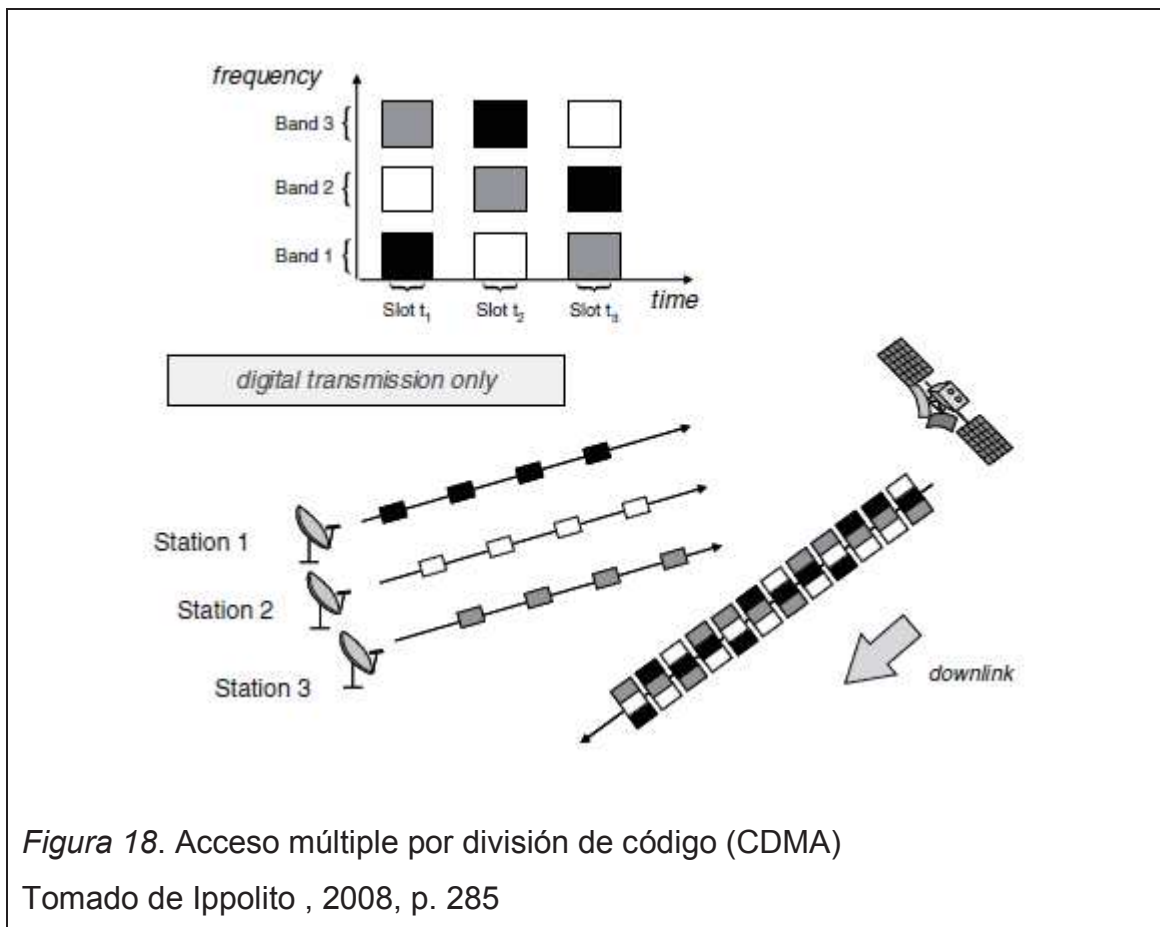 frequency
Band 3 {
Band 2 {
Band 1 {
Slot t1 Slot t2 Slot t3
time
digital transmission only
Station 1
Station 2
Station 3
downlink
Figura 18. Acceso múltiple por división de código (CDMA)
Tomado de Ippolito , 2008, p. 285